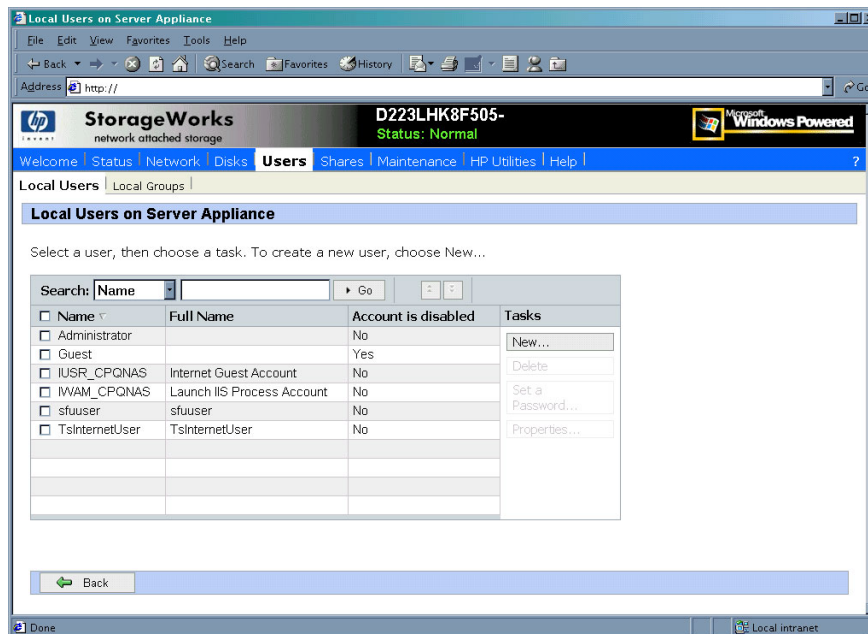 Local Users on Server Appliance
File Edit View Favorites Tools Help
Back Search Favorites History
Address http:// Go
hp
invent
StorageWorks
network attached storage
D223LHK8F505-
Status: Normal
Microsoft
Windows Powered
Welcome Status Network Disks Users Shares Maintenance HP Utilities Help ?
Local Users Local Groups
Local Users on Server Appliance
Select a user, then choose a task. To create a new user, choose New...
Search: Name Go
Name Full Name Account is disabled Tasks
Administrator No
New...
Guest Yes
Delete
IUSR_CPQNAS Internet Guest Account No
IWAM_CPQNAS Launch IIS Process Account No
Set a
Password...
sfuuser sfuuser No
TsInternetUser TsInternetUser No
Properties...
Back
Done Local intranet